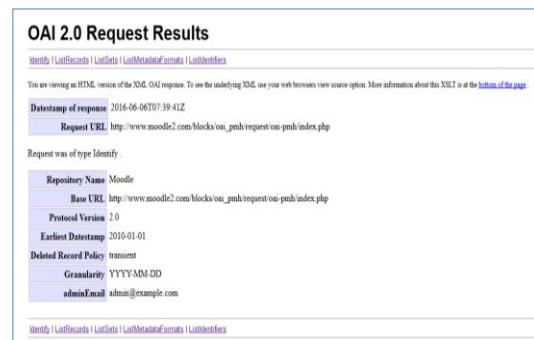 OAI 2.0 Request Results
Identify | ListRecords | ListSets | ListMetadataFormats | ListIdentifiers
You are viewing an HTML version of the XML OAI response. To see the underlying XML use your web browsers view source option. More information about this XSLT is at the bottom of the page.
Datestamp of response 2016-06-06T07:39:41Z
Request URL http://www.moodle2.com/blocks/oai_pmh/request/oai-pmh/index.php
Request was of type Identify .
Repository Name Moodle
Base URL http://www.moodle2.com/blocks/oai_pmh/request/oai-pmh/index.php
Protocol Version 2.0
Earliest Datestamp 2010-01-01
Deleted Record Policy transient
Granularity YYYY-MM-DD
adminEmail admin@example.com
Identify | ListRecords | ListSets | ListMetadataFormats | ListIdentifiers